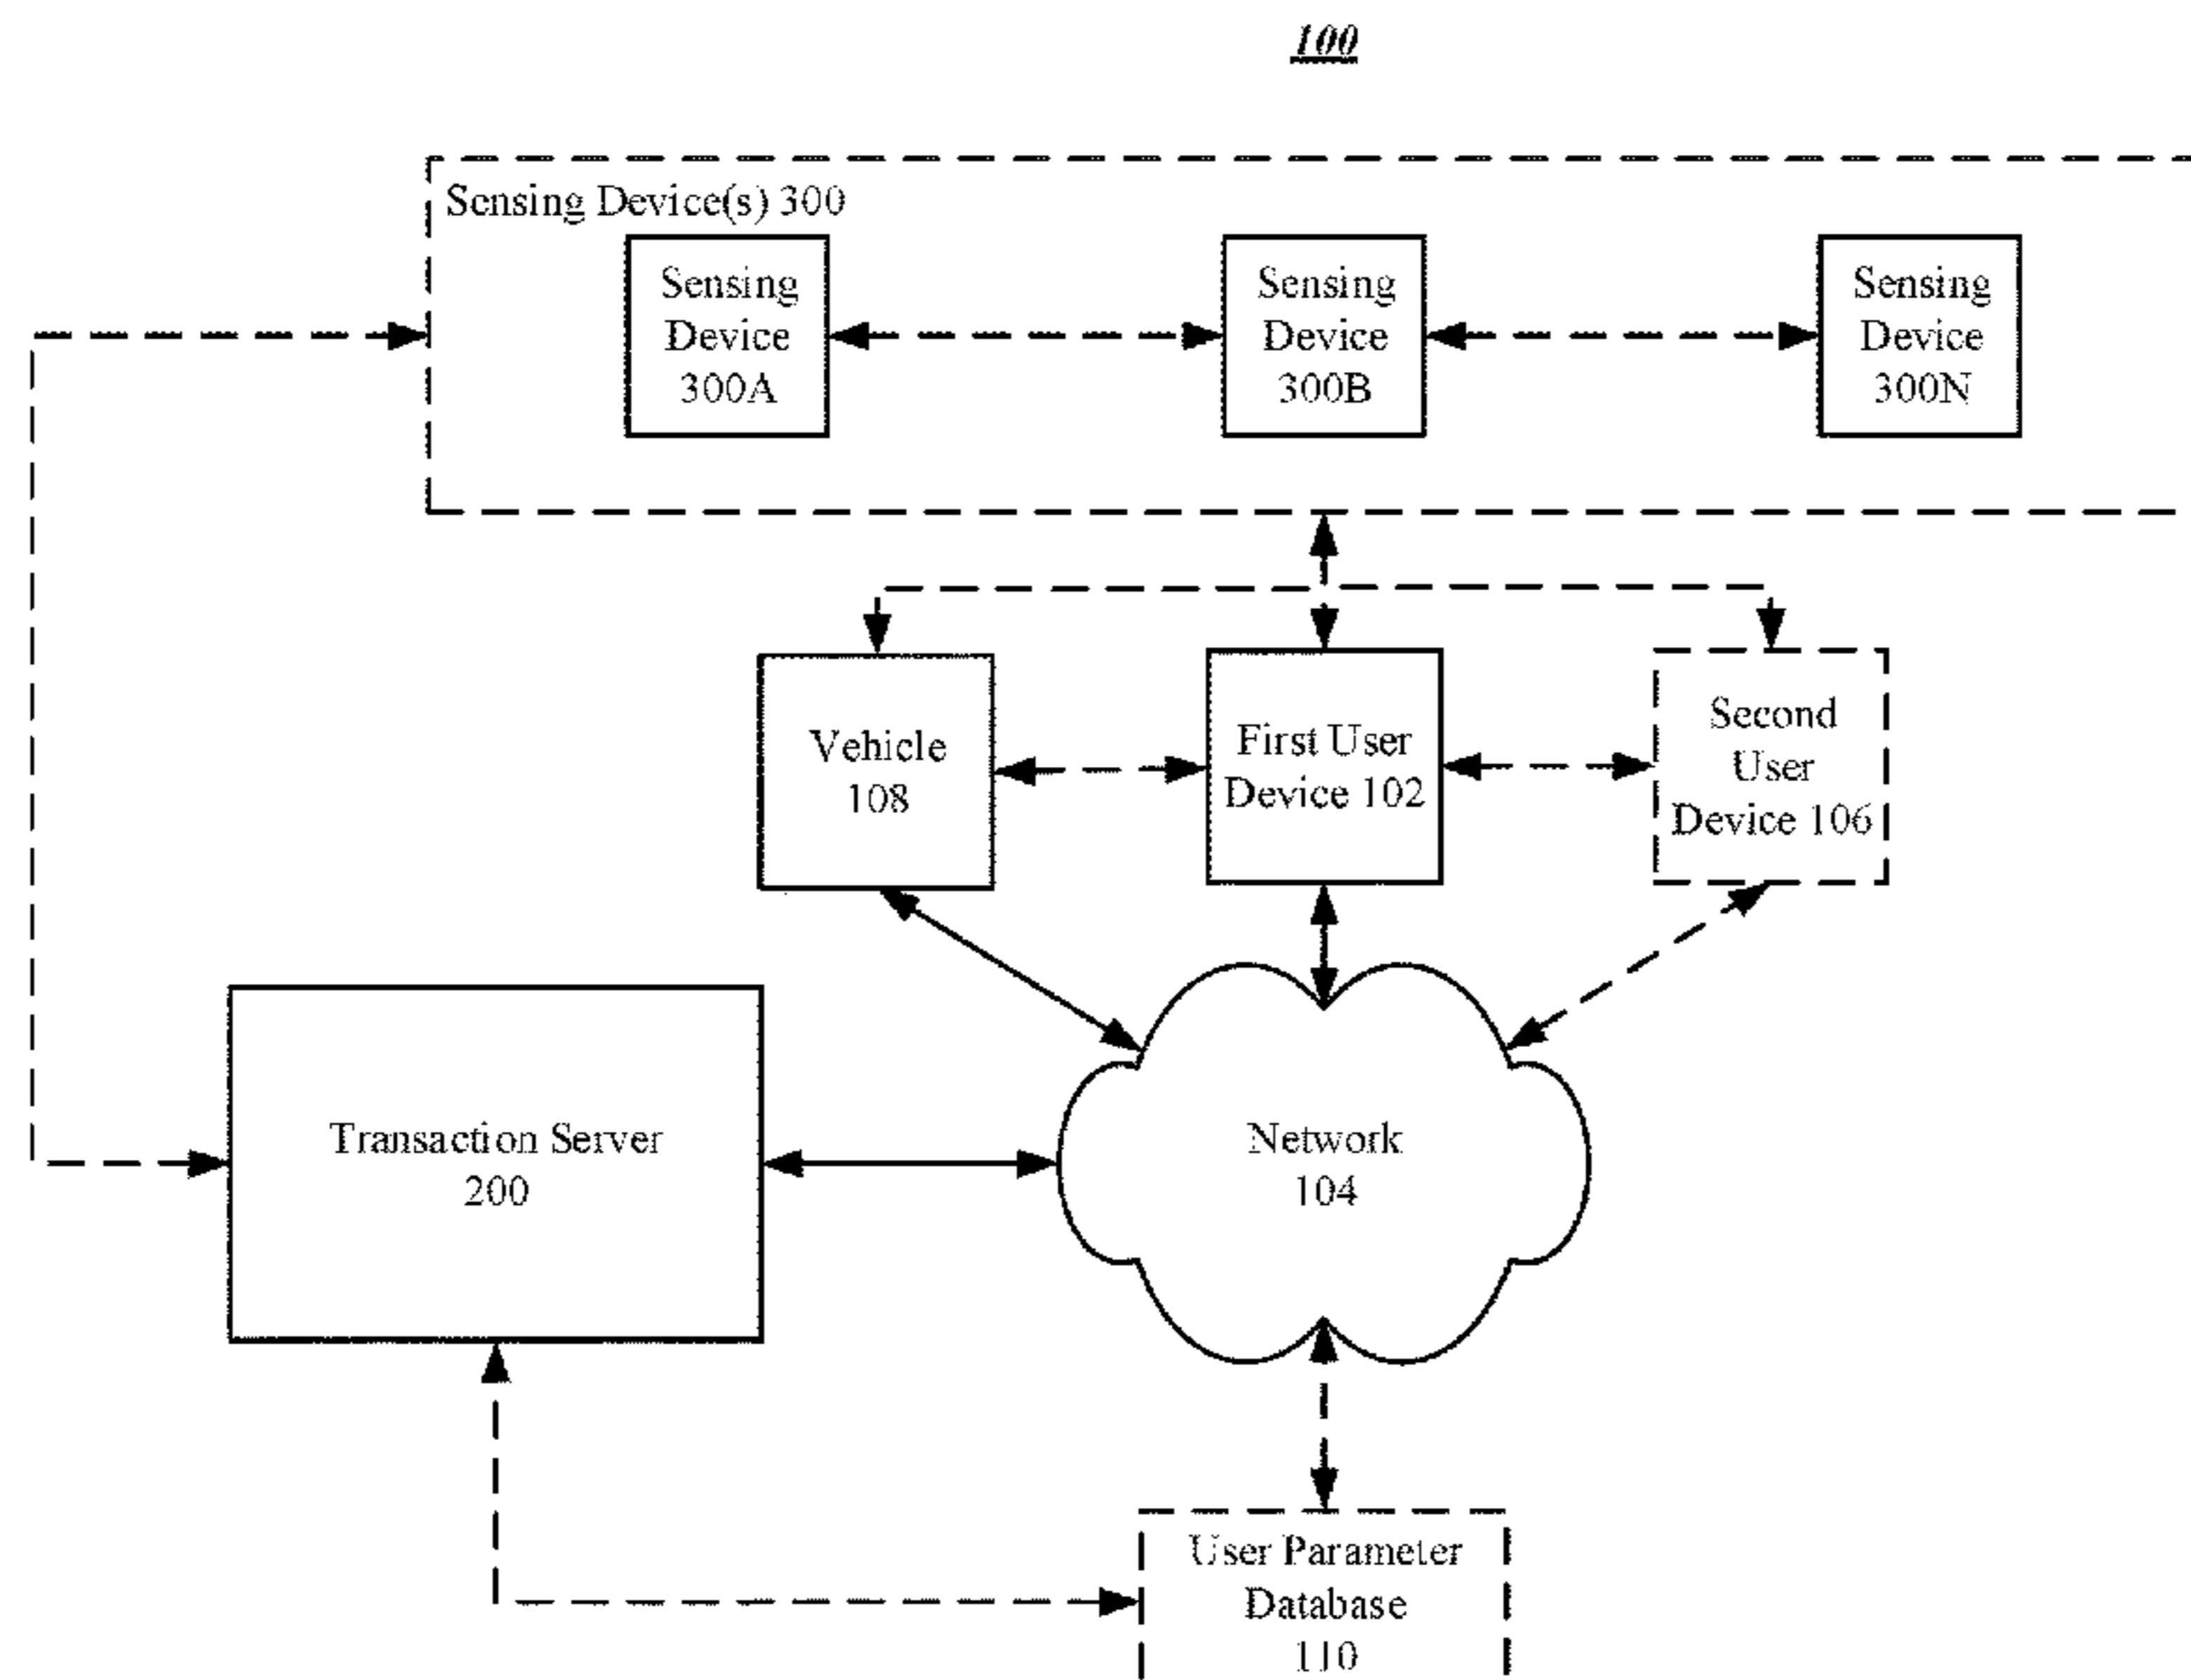 100
Sensing Device(s) 300
Sensing
Device
300A
Sensing
Device
300B
Sensing
Device
300N
Vehicle
108
First User
Device 102
Second
User
Device 106
Transaction Server
200
Network
104
User Parameter
Database
110